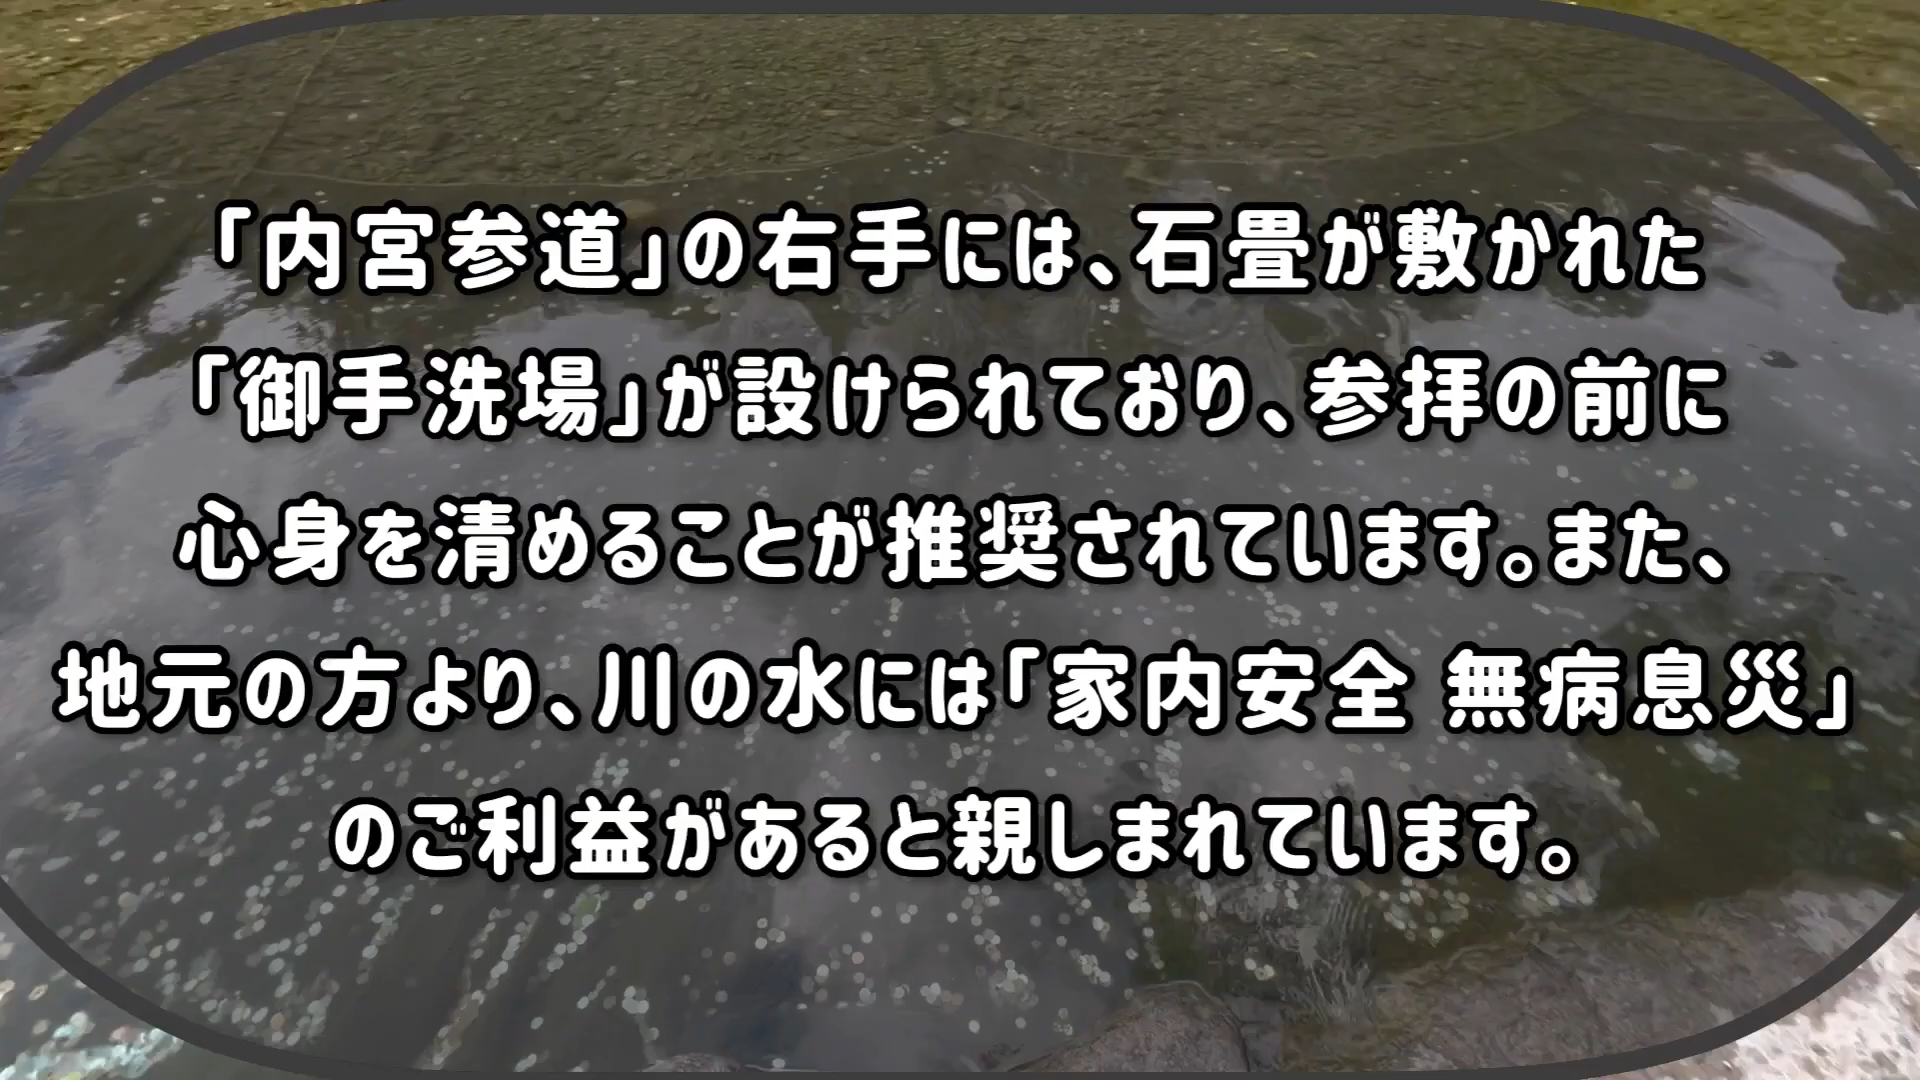 「内宮参道」の右手には、石畳が敷かれた
「御手洗場」が設けられており、参拝の前に
心身を清めることが推奨されています。また、
地元の方より、川の水には「家内安全 無病息災」
のご利益があると親しまれています。